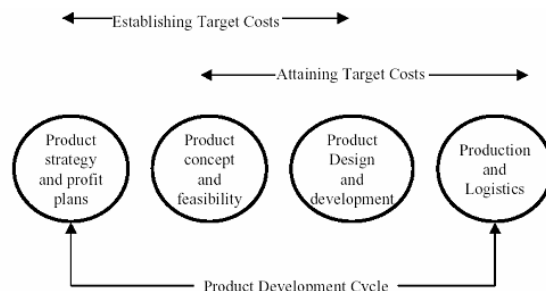 Establishing Target Costs
Attaining Target Costs
Product
strategy
and profit
plans
Product
concept
and
feasibility
Product
Design
and
development
Production
and
Logistics
Product Development Cycle